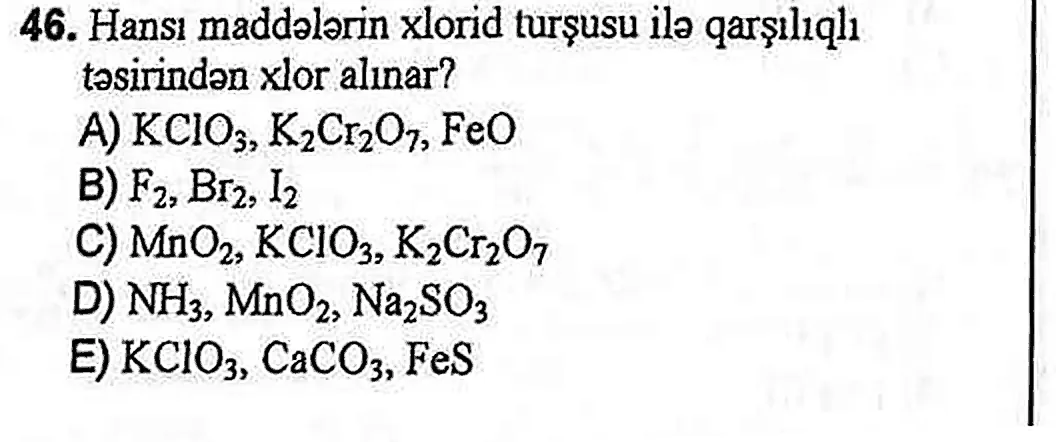 46. Hansı maddələrin xlorid turşusu ilə qarşılıqlı
təsirindən xlor alınar?
A) KClO₃, K₂Cr₂O₇, FeO
B) F₂, Br₂, I₂
C) MnO₂, KClO₃, K₂Cr₂O₇
D) NH₃, MnO₂, Na₂SO₃
E) KClO₃, CaCO₃, FeS